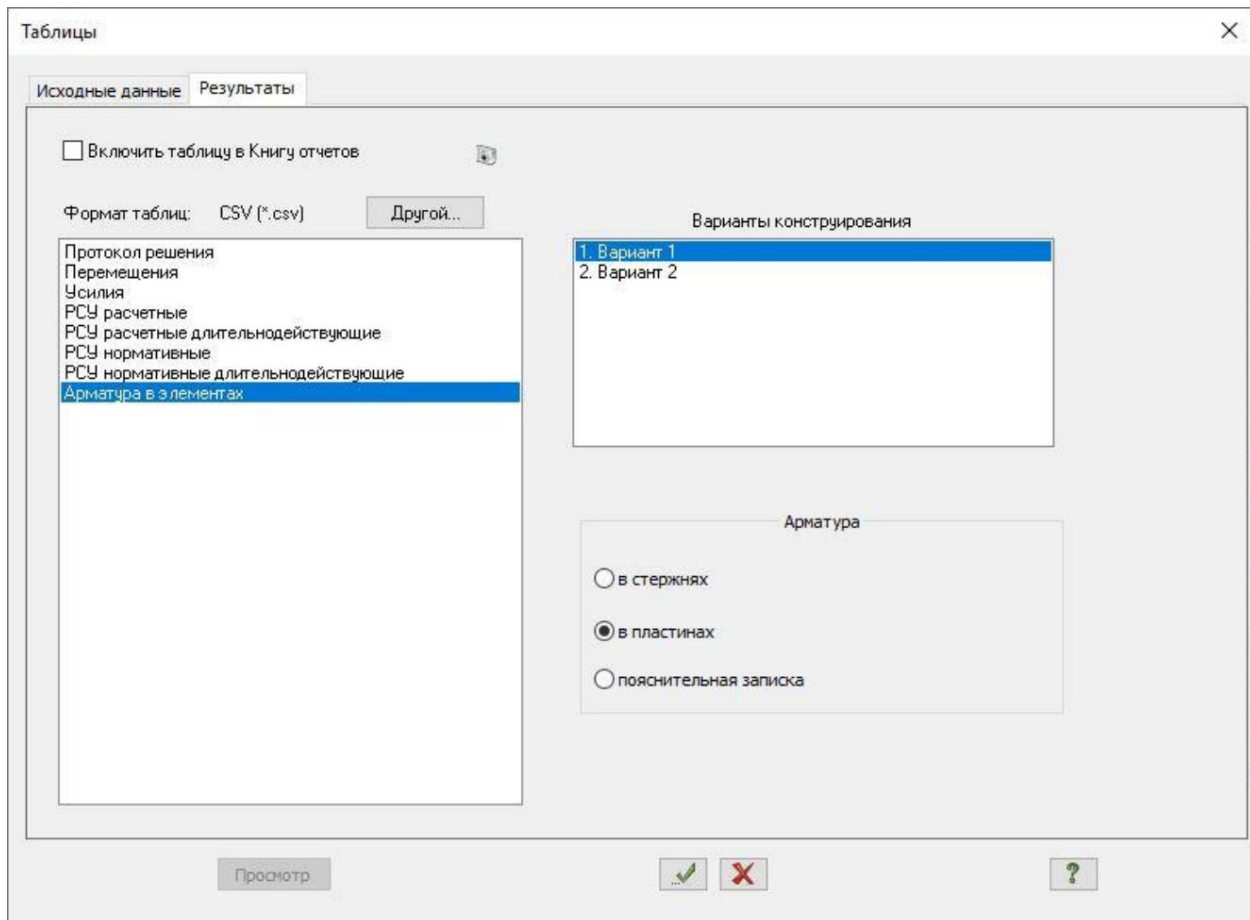 Таблицы
Исходные данные
Результаты
Включить таблицу в Книгу отчетов
Формат таблиц: CSV (*.csv) Другой...
Протокол решения
Перемещения
Усилия
РСУ расчетные
РСУ расчетные длительнодействующие
РСУ нормативные
РСУ нормативные длительнодействующие
Арматура в элементах
Варианты конструирования
1. Вариант 1
2. Вариант 2
Арматура
в стержнях
в пластинах
пояснительная записка
Просмотр
?